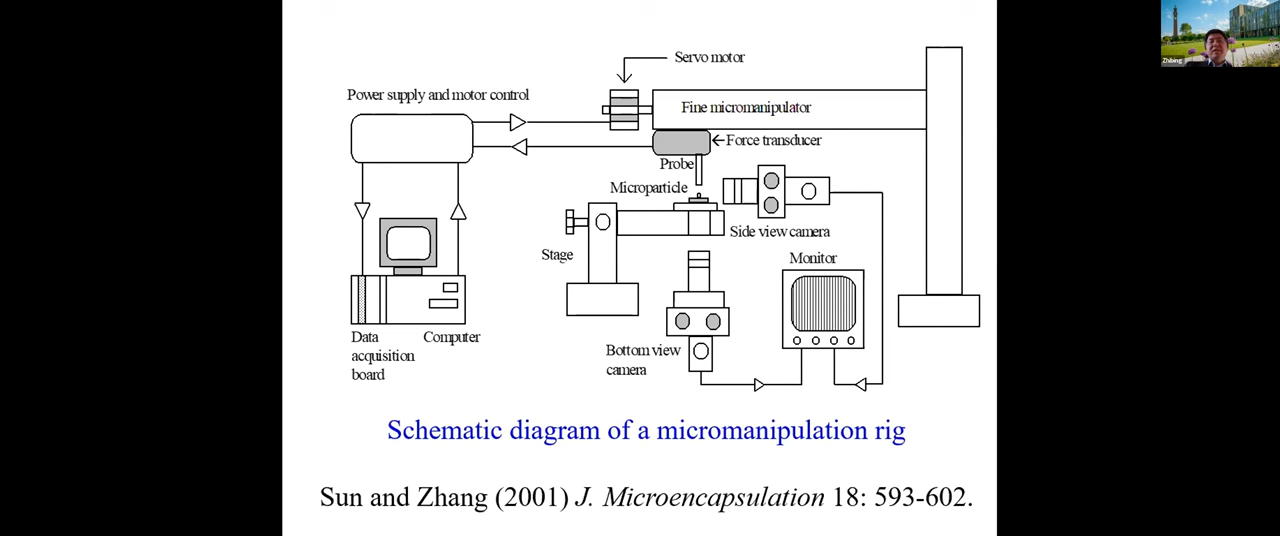 Zhibing
Servo motor
Power supply and motor control
Fine micromanipulator
Force transducer
Probe
Microparticle
Side view camera
Stage
Monitor
Data
acquisition
board
Computer
Bottom view
camera
Schematic diagram of a micromanipulation rig
Sun and Zhang (2001) J. Microencapsulation 18: 593-602.